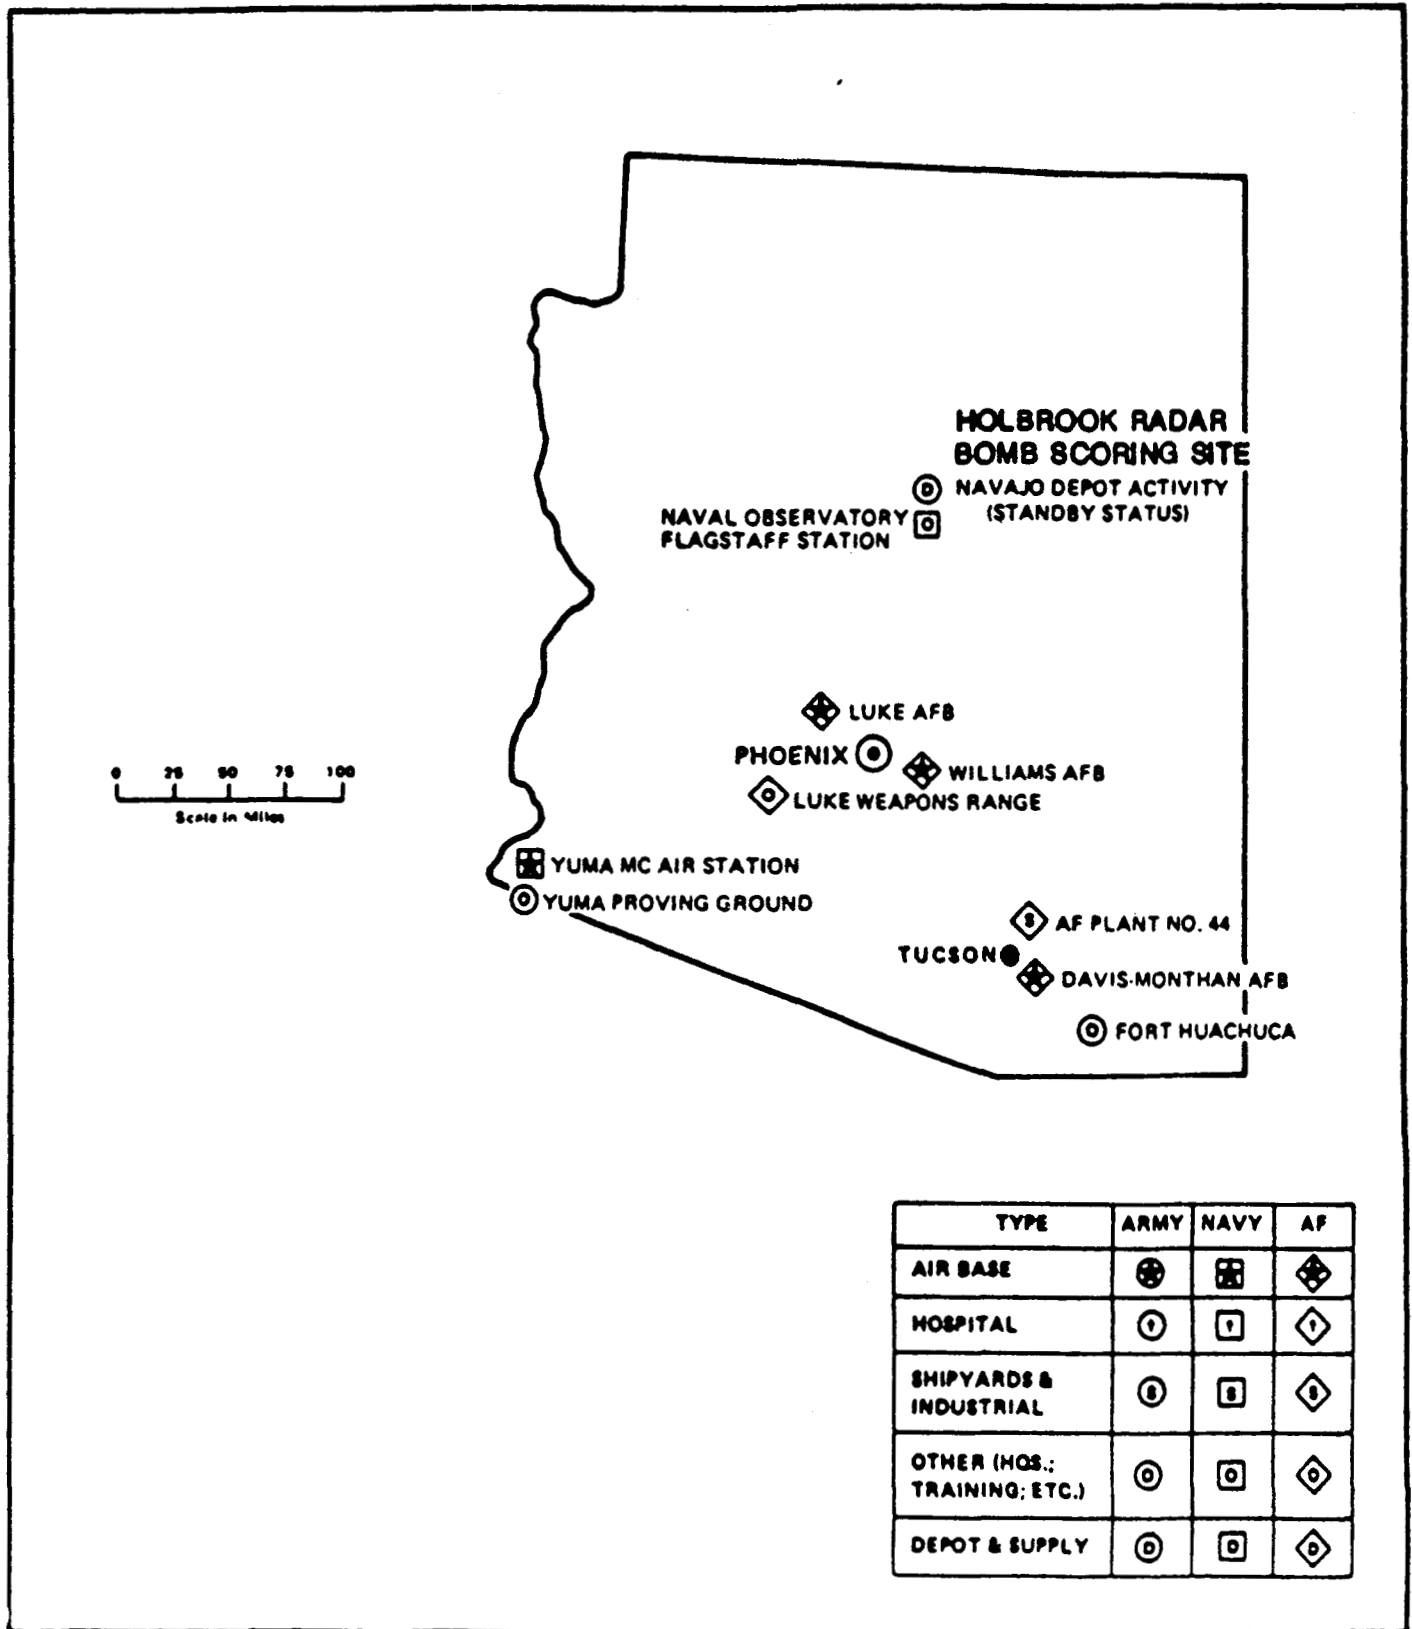 HOLBROOK RADAR
BOMB SCORING SITE
D NAVAJO DEPOT ACTIVITY
(STANDBY STATUS)
NAVAL OBSERVATORY O
FLAGSTAFF STATION
LUKE AFB
PHOENIX
WILLIAMS AFB
O LUKE WEAPONS RANGE
0 25 50 75 100
Scale in Miles
YUMA MC AIR STATION
O YUMA PROVING GROUND
S AF PLANT NO. 44
TUCSON
DAVIS-MONTHAN AFB
O FORT HUACHUCA
TYPE ARMY NAVY AF
AIR BASE
HOSPITAL
SHIPYARDS & INDUSTRIAL S S S
OTHER (HOS.; TRAINING; ETC.) O O O
DEPOT & SUPPLY D D D